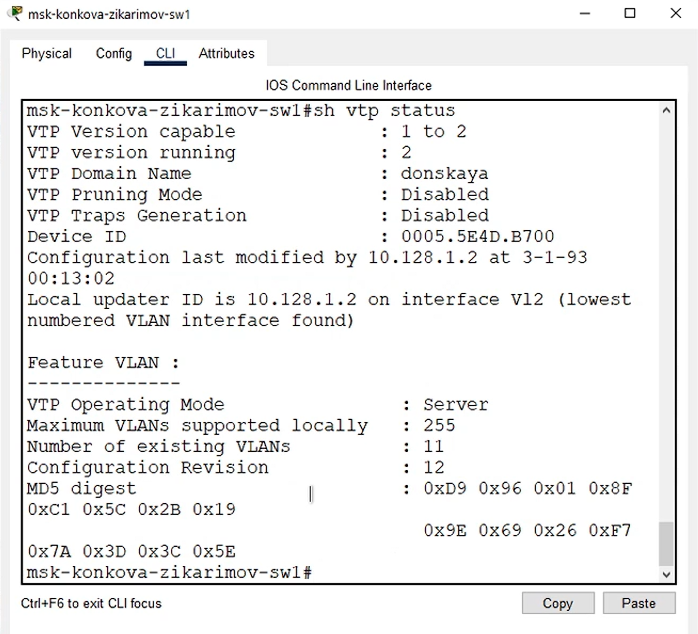 msk-konkova-zikarimov-sw1
Physical Config CLI Attributes
IOS Command Line Interface
msk-konkova-zikarimov-sw1#sh vtp status
VTP Version capable : 1 to 2
VTP version running : 2
VTP Domain Name : donskaya
VTP Pruning Mode : Disabled
VTP Traps Generation : Disabled
Device ID : 0005.5E4D.B700
Configuration last modified by 10.128.1.2 at 3-1-93
00:13:02
Local updater ID is 10.128.1.2 on interface Vl2 (lowest
numbered VLAN interface found)
Feature VLAN :
--------------
VTP Operating Mode : Server
Maximum VLANs supported locally : 255
Number of existing VLANs : 11
Configuration Revision : 12
MD5 digest : 0xD9 0x96 0x01 0x8F
0xC1 0x5C 0x2B 0x19
0x9E 0x69 0x26 0xF7
0x7A 0x3D 0x3C 0x5E
msk-konkova-zikarimov-sw1#
Ctrl+F6 to exit CLI focus
Copy Paste